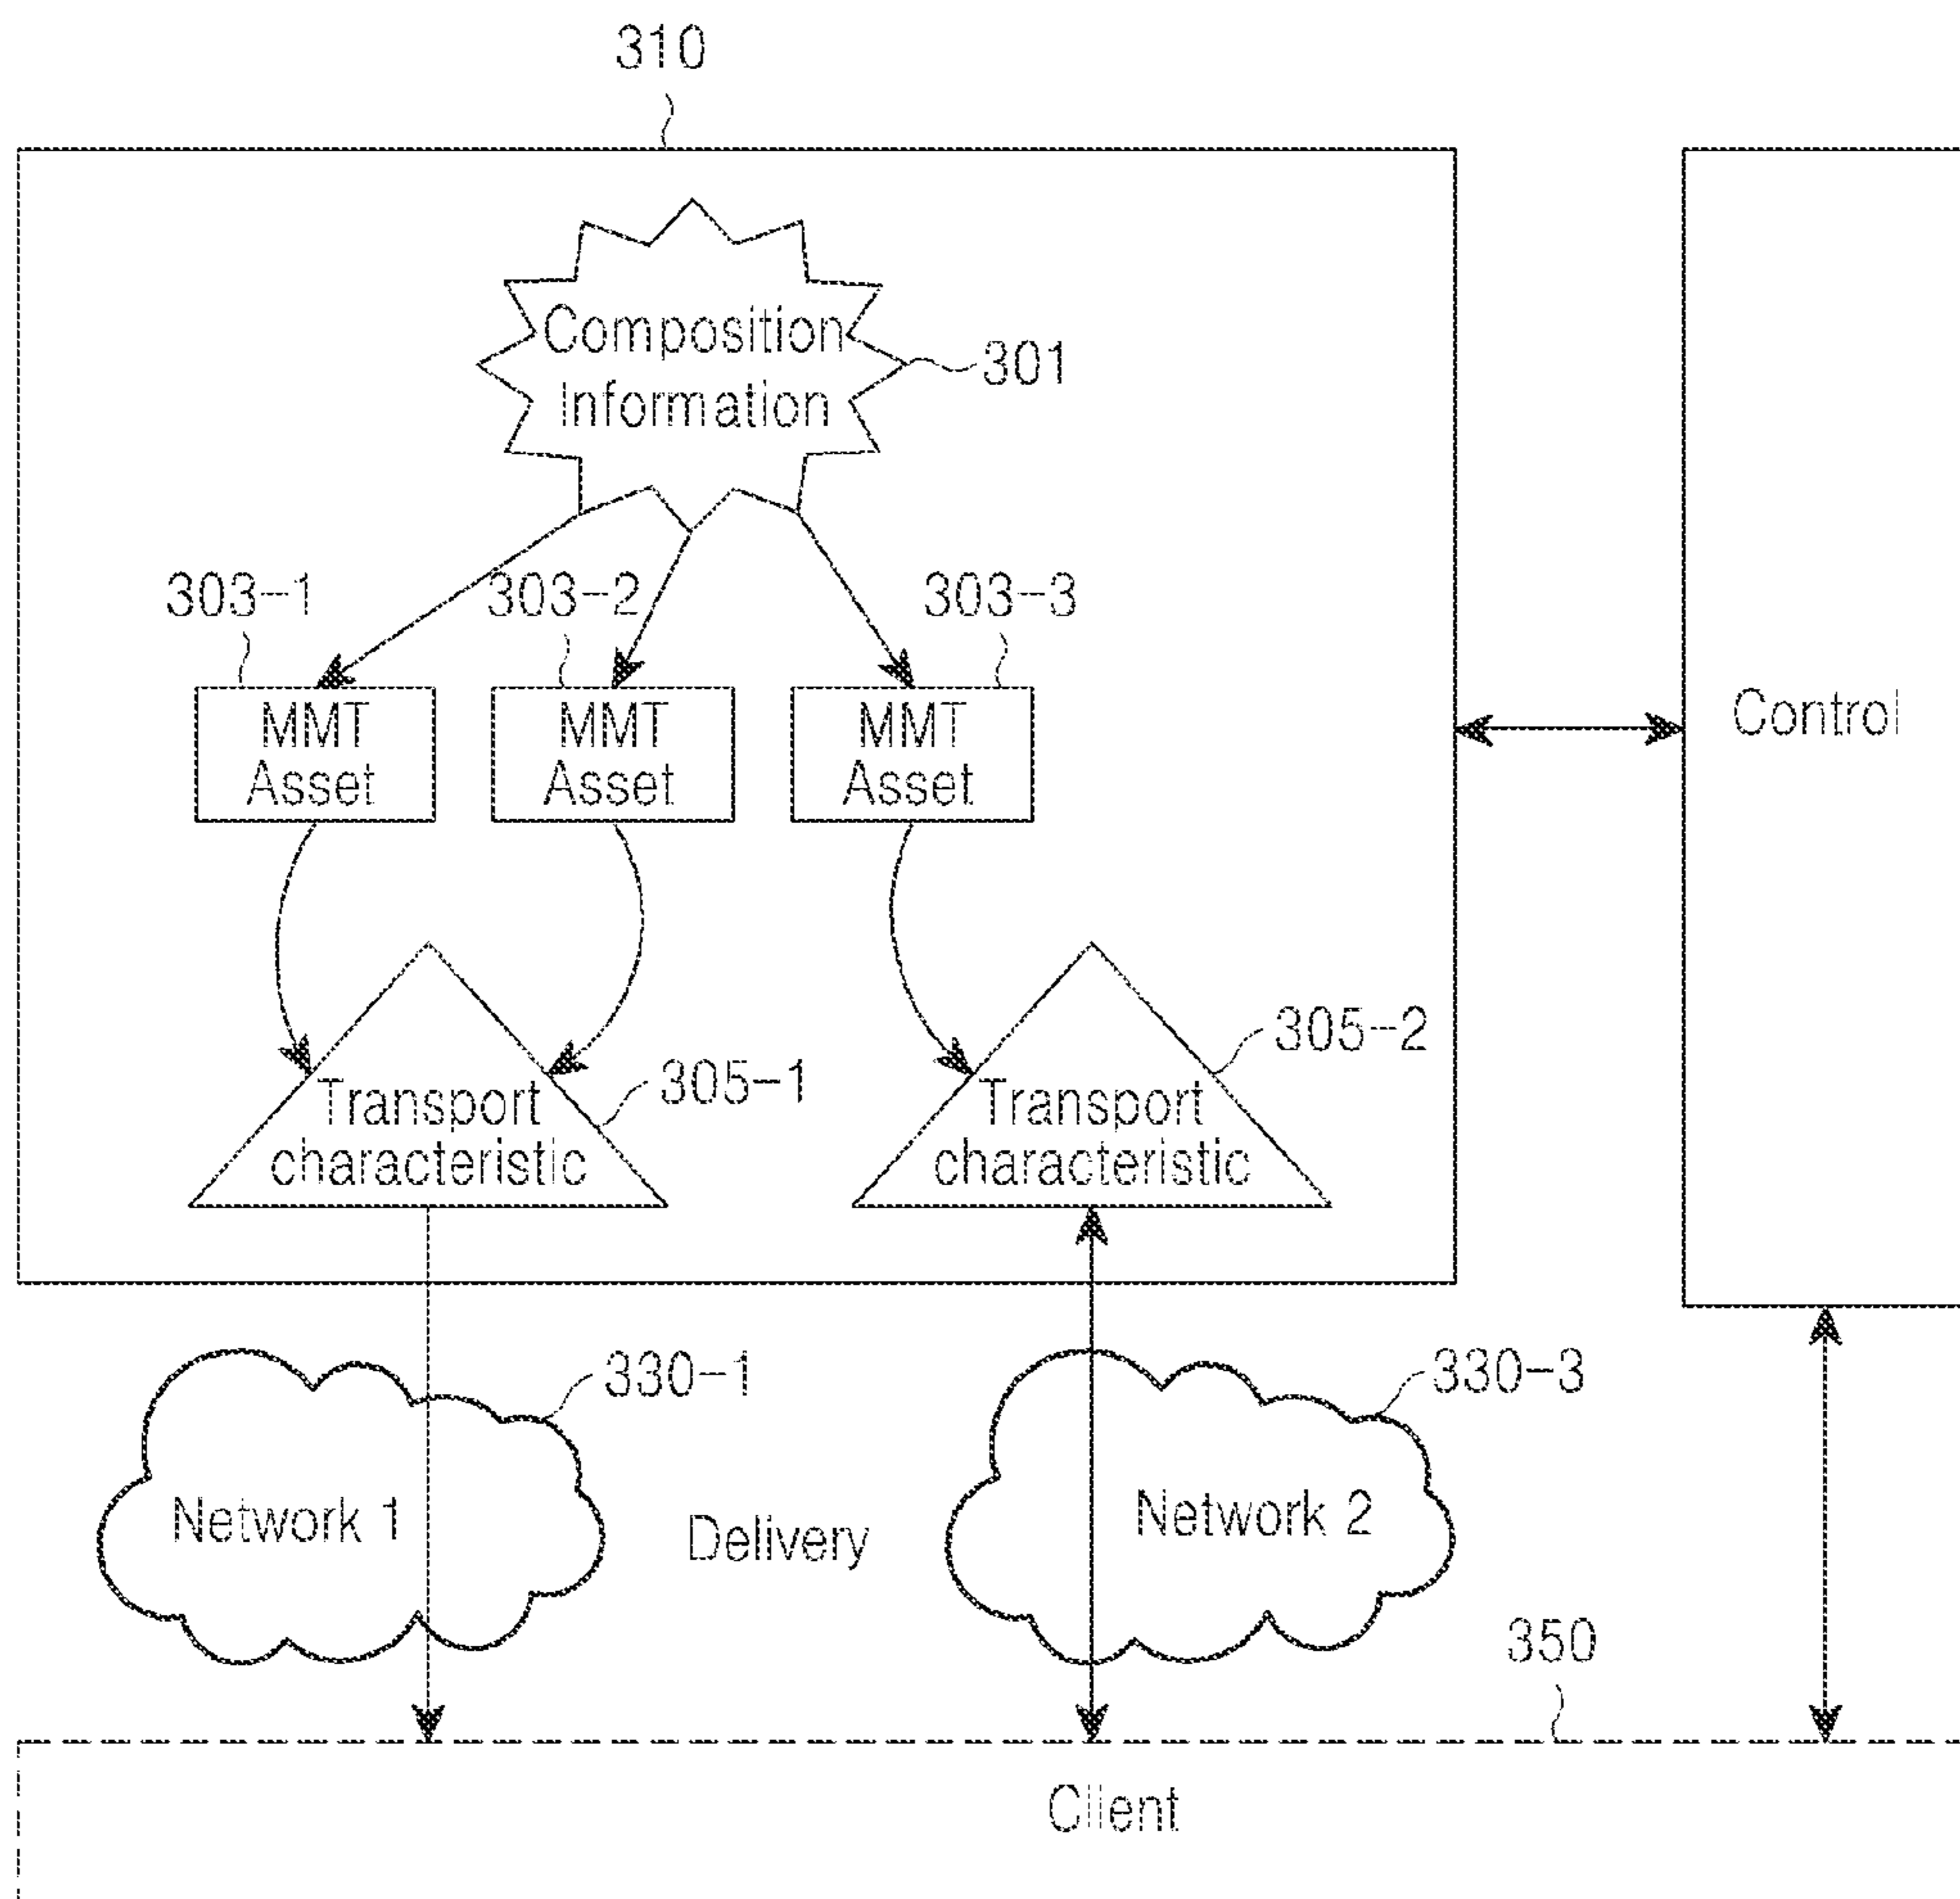 310
Composition
Information
301
303-1
303-2
303-3
MMT
Asset
MMT
Asset
MMT
Asset
Control
305-2
305-1
Transport
characteristic
Transport
characteristic
330-1
330-3
Network 1
Delivery
Network 2
350
Client